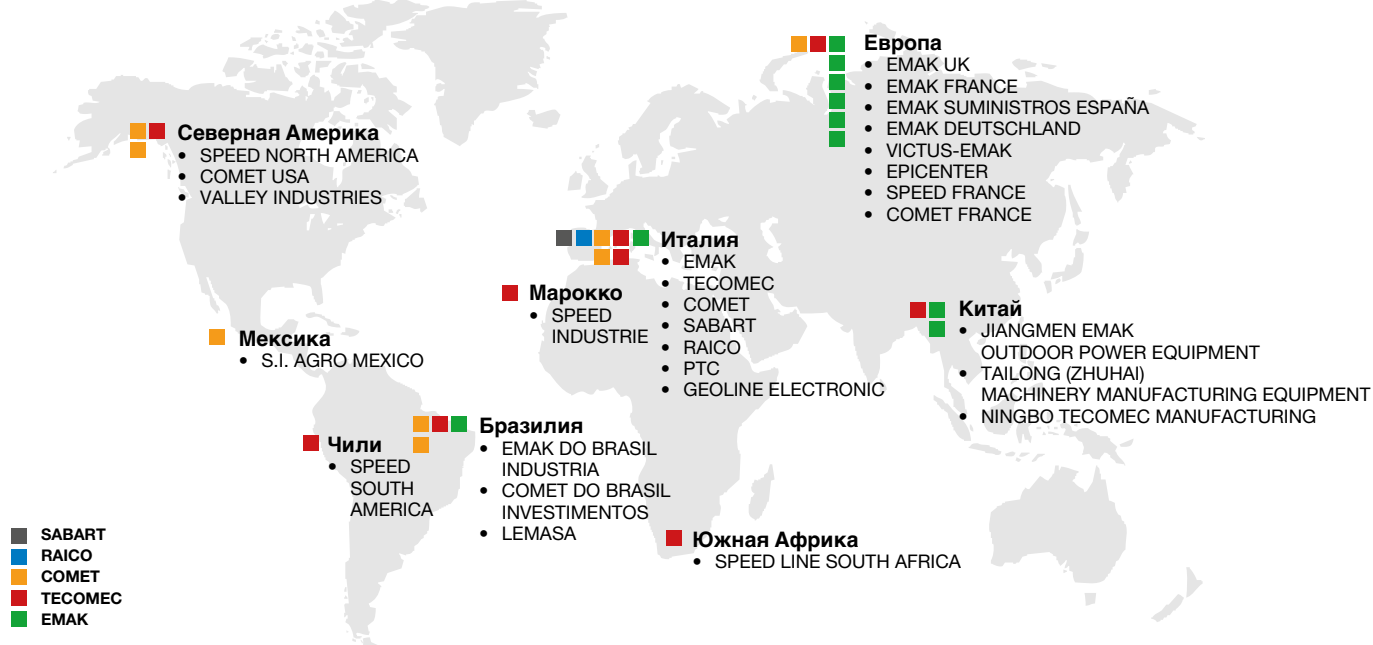 Европа
• EMAK UK
• EMAK FRANCE
• EMAK SUMINISTROS ESPAÑA
• EMAK DEUTSCHLAND
• VICTUS-EMAK
• EPICENTER
• SPEED FRANCE
• COMET FRANCE
Северная Америка
• SPEED NORTH AMERICA
• COMET USA
• VALLEY INDUSTRIES
Италия
• EMAK
• TECOMEC
• COMET
• SABART
• RAICO
• PTC
• GEOLINE ELECTRONIC
Марокко
• SPEED
INDUSTRIE
Китай
• JIANGMEN EMAK
OUTDOOR POWER EQUIPMENT
• TAILONG (ZHUHAI)
MACHINERY MANUFACTURING EQUIPMENT
• NINGBO TECOMEC MANUFACTURING
Мексика
• S.I. AGRO MEXICO
Бразилия
• EMAK DO BRASIL
INDUSTRIA
• COMET DO BRASIL
INVESTIMENTOS
• LEMASA
Чили
• SPEED
SOUTH
AMERICA
Южная Африка
• SPEED LINE SOUTH AFRICA
SABART
RAICO
COMET
TECOMEC
EMAK